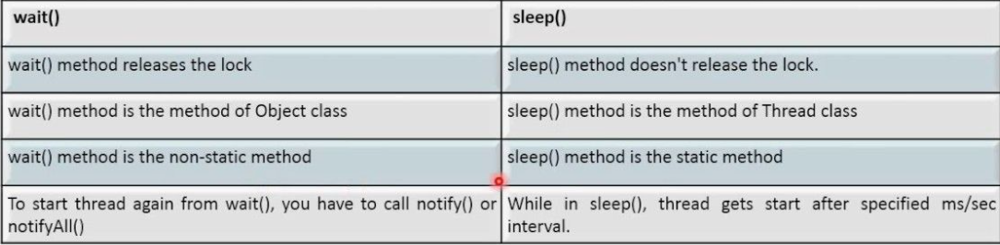 wait()
sleep()
wait() method releases the lock
sleep() method doesn't release the lock.
wait() method is the method of Object class
sleep() method is the method of Thread class
wait() method is the non-static method
sleep() method is the static method
To start thread again from wait(), you have to call notify() or
notifyAll()
While in sleep(), thread gets start after specified ms/sec
interval.